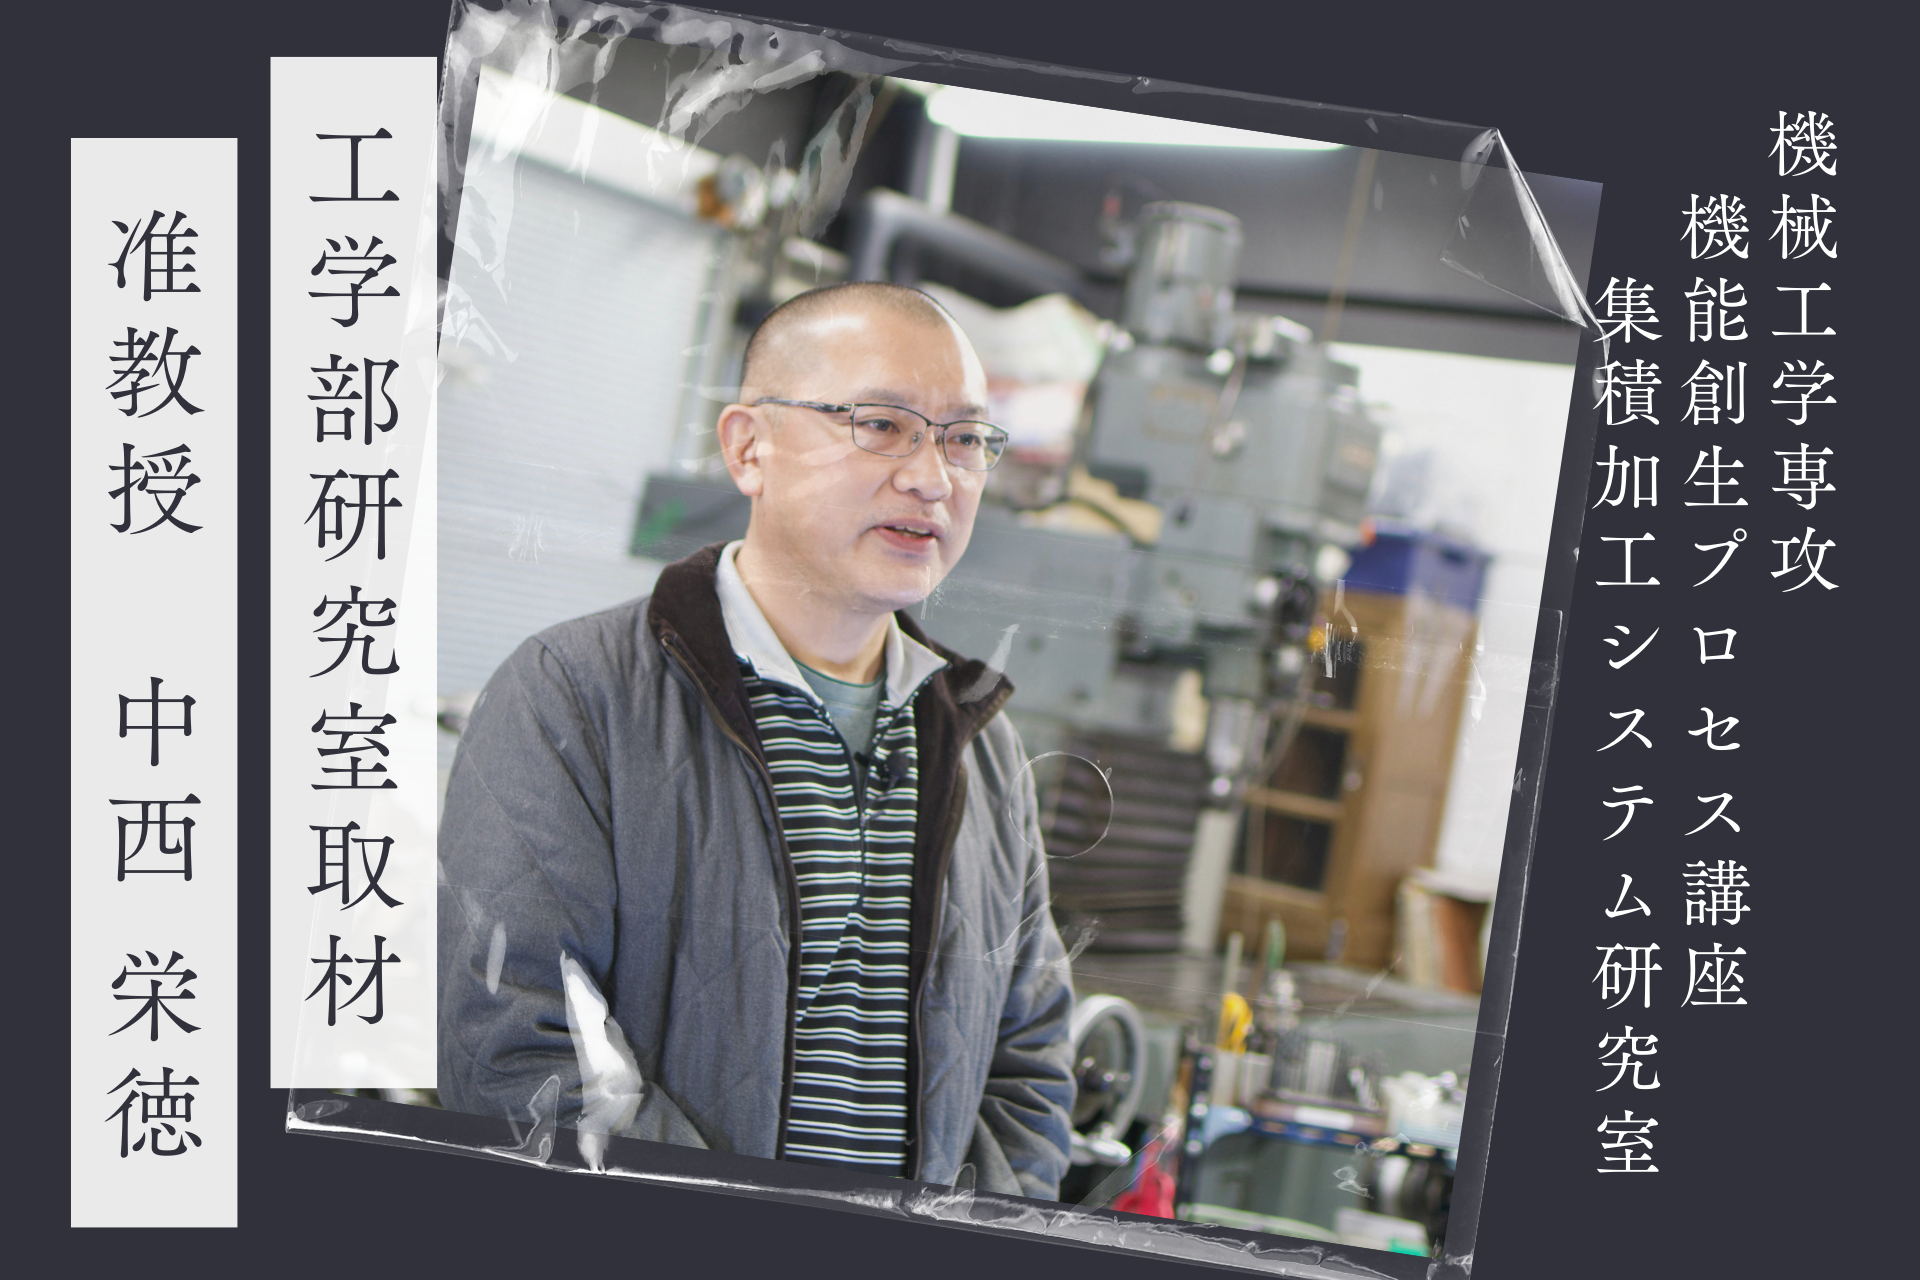 機械工学専攻
機能創生プロセス講座
集積加工システム研究室
工学部研究室取材
准教授 中西 栄徳